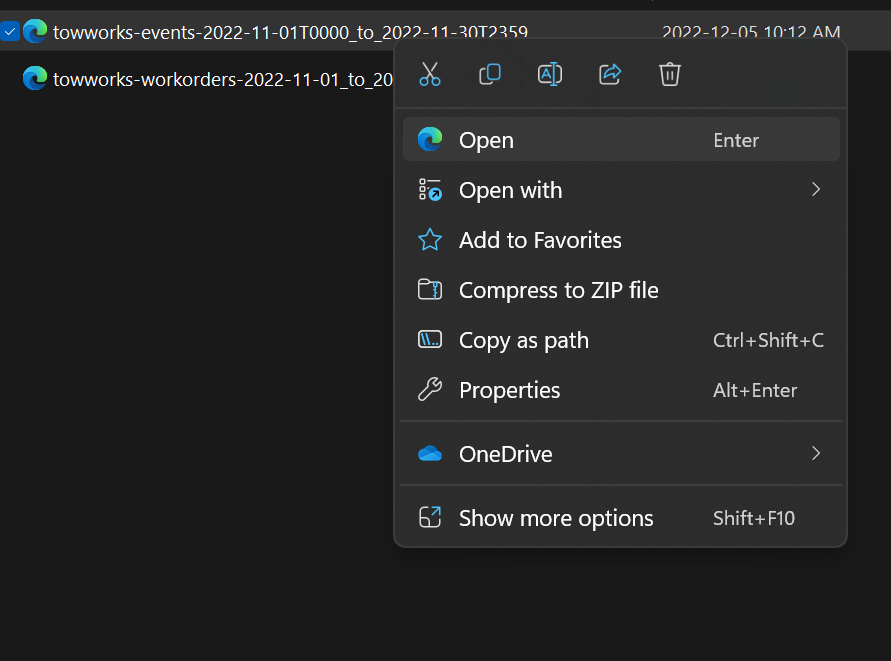 towworks-events-2022-11-01T0000_to_2022-11-30T2359 2022-12-05 10:12 AM
towworks-workorders-2022-11-01_to_20
Open Enter
Open with
Add to Favorites
Compress to ZIP file
Copy as path Ctrl+Shift+C
Properties Alt+Enter
OneDrive
Show more options Shift+F10